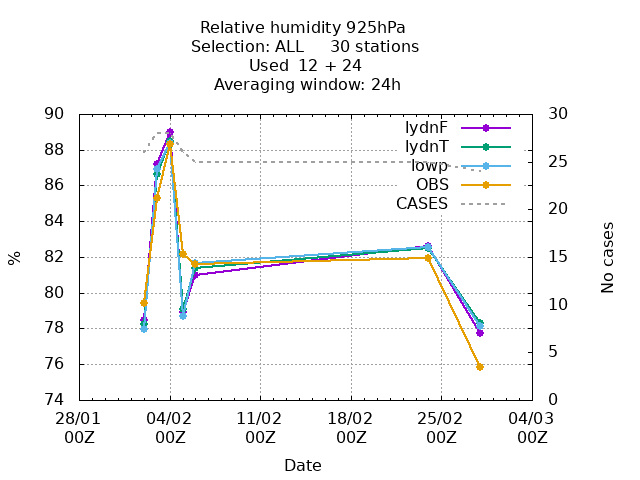 Relative humidity 925hPa
Selection: ALL 30 stations
Used 12 + 24
Averaging window: 24h
90
88
86
84
82
80
78
76
74
%
30
25
20
15
10
5
0
No cases
lydnF
lydnT
lowp
OBS
CASES
28/01 04/02 11/02 18/02 25/02 04/03
00Z 00Z 00Z 00Z 00Z 00Z
Date